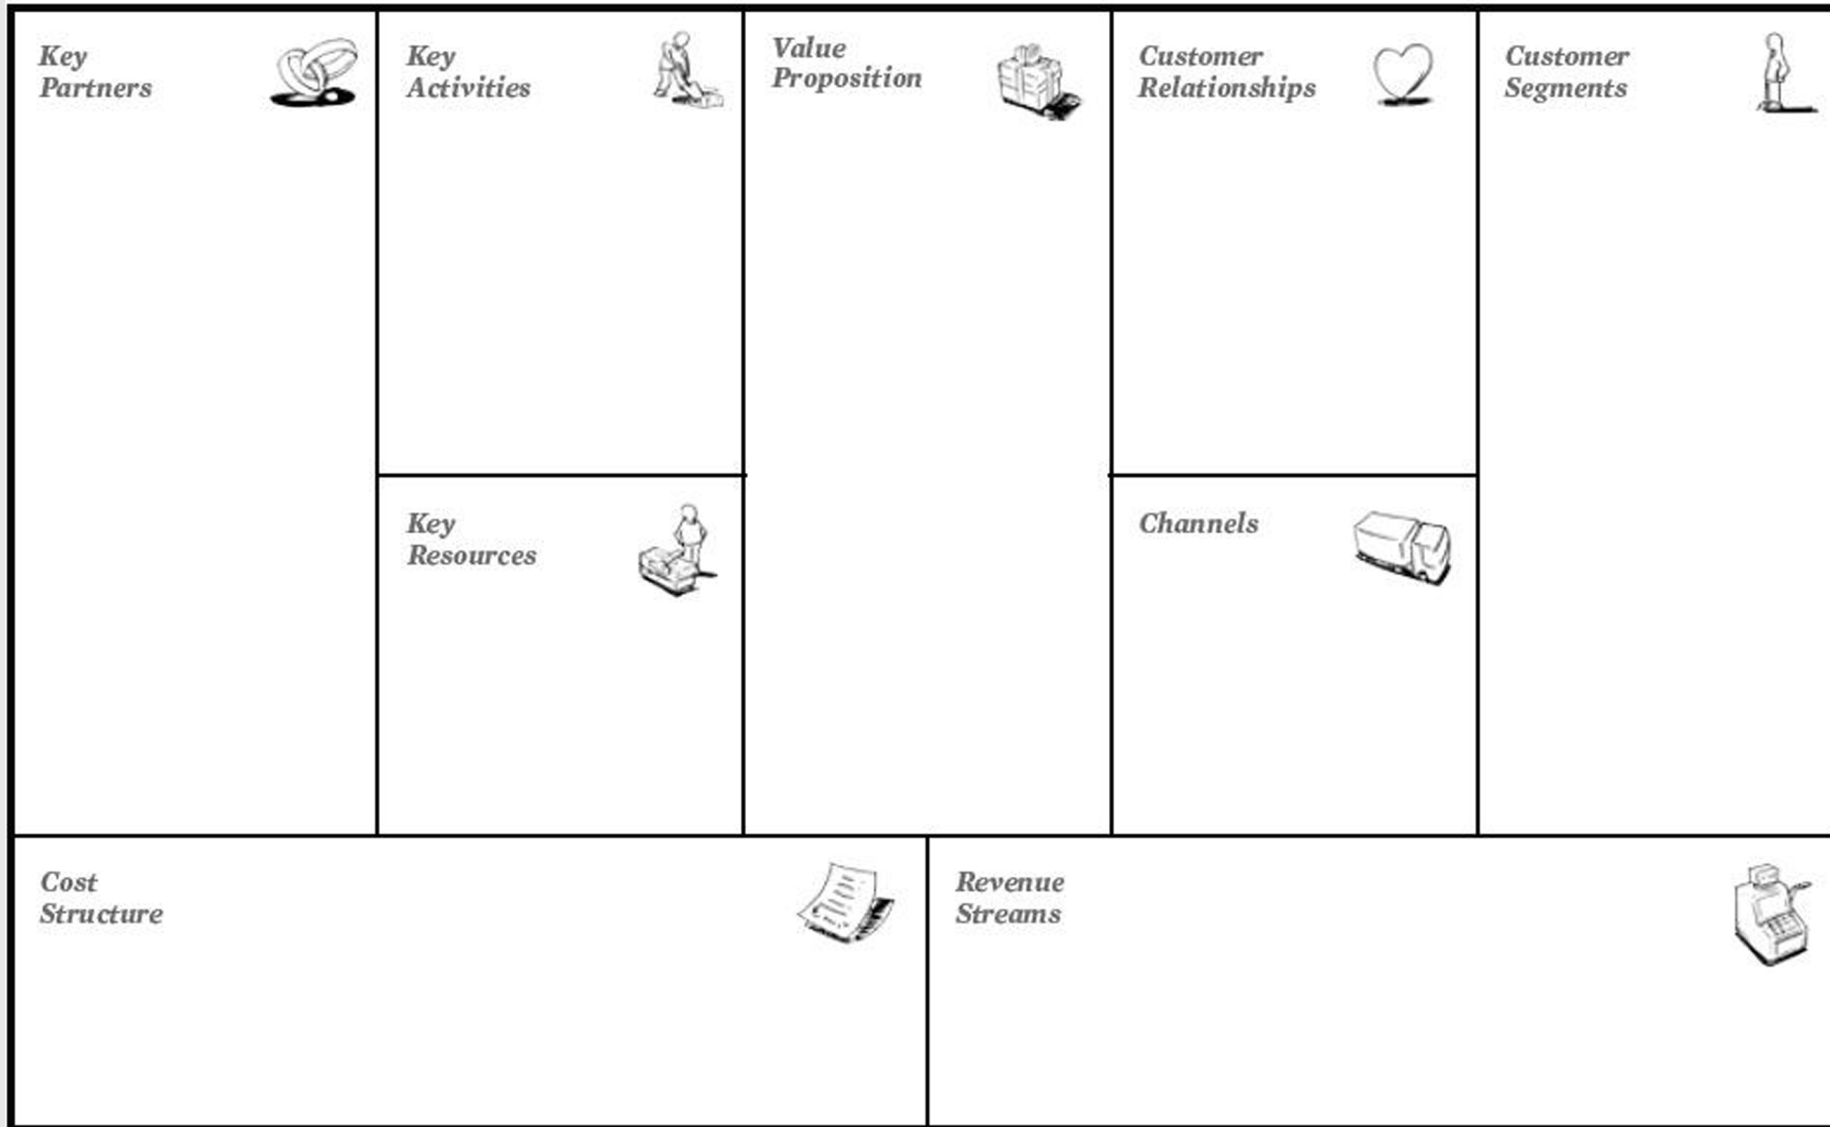 Key
Partners
Key
Activities
Value
Proposition
Customer
Relationships
Customer
Segments
Key
Resources
Channels
Cost
Structure
Revenue
Streams